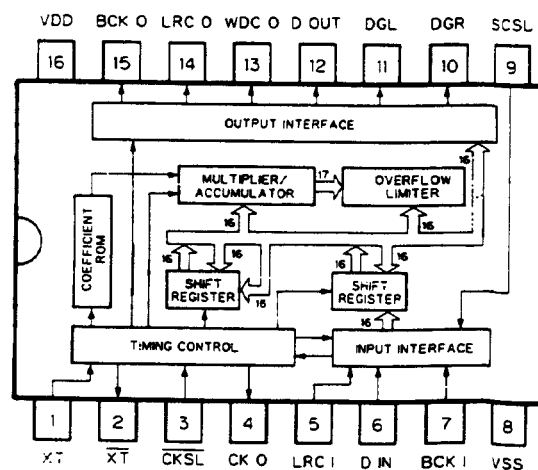 VDD BCK O LRC O WDC O D OUT DGL DGR SCSL
16 15 14 13 12 11 10 9
OUTPUT INTERFACE
16
MULTIPLIER/
ACCUMULATOR
17
OVERFLOW
LIMITER
16 16
COEFFICIENT
ROM
16 16 16 16
SHIFT
REGISTER
16
SHIFT
REGISTER
16
TIMING CONTROL
INPUT INTERFACE
1 2 3 4 5 6 7 8
XT XT CKSL CK O LRC I D IN BCK I VSS